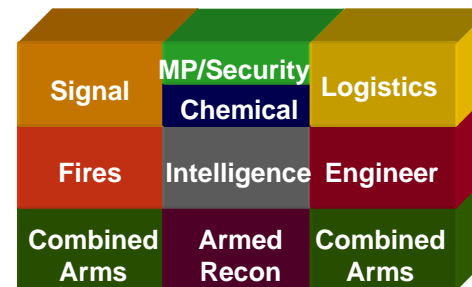 Signal
MP/Security
Chemical
Logistics
Fires
Intelligence
Engineer
Combined
Arms
Armed
Recon
Combined
Arms